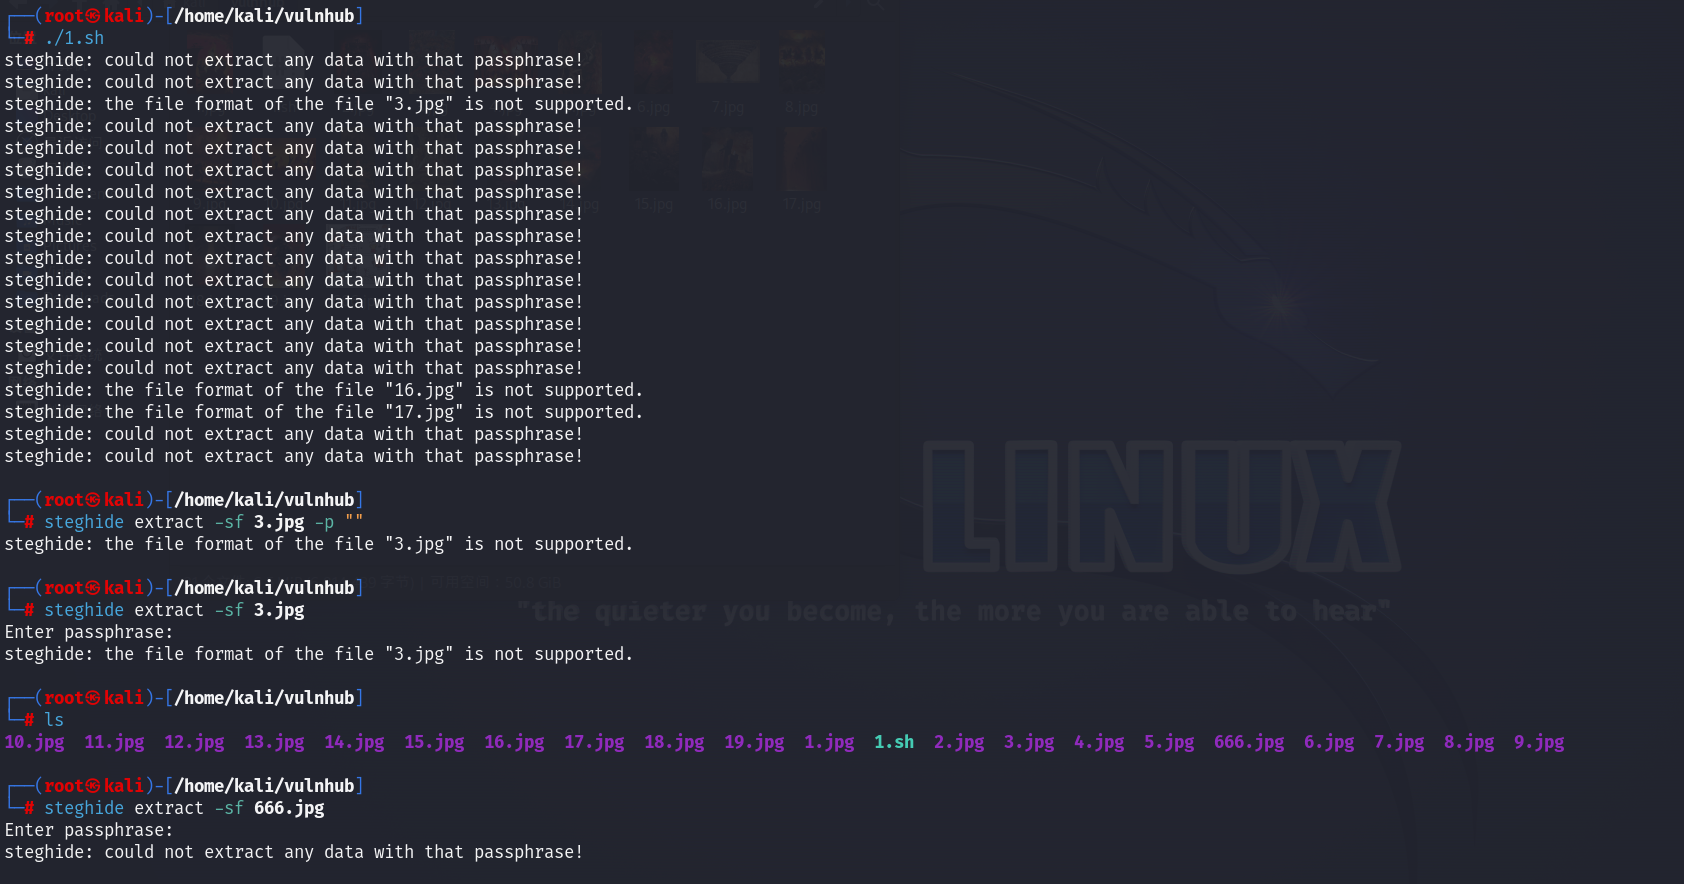 ┌──(root㉿kali)-[/home/kali/vulnhub]
└─# ./1.sh
steghide: could not extract any data with that passphrase!
steghide: could not extract any data with that passphrase!
steghide: the file format of the file "3.jpg" is not supported.
steghide: could not extract any data with that passphrase!
steghide: could not extract any data with that passphrase!
steghide: could not extract any data with that passphrase!
steghide: could not extract any data with that passphrase!
steghide: could not extract any data with that passphrase!
steghide: could not extract any data with that passphrase!
steghide: could not extract any data with that passphrase!
steghide: could not extract any data with that passphrase!
steghide: could not extract any data with that passphrase!
steghide: could not extract any data with that passphrase!
steghide: could not extract any data with that passphrase!
steghide: could not extract any data with that passphrase!
steghide: the file format of the file "16.jpg" is not supported.
steghide: the file format of the file "17.jpg" is not supported.
steghide: could not extract any data with that passphrase!
steghide: could not extract any data with that passphrase!
┌──(root㉿kali)-[/home/kali/vulnhub]
└─# steghide extract -sf 3.jpg -p ""
steghide: the file format of the file "3.jpg" is not supported.
┌──(root㉿kali)-[/home/kali/vulnhub]
└─# steghide extract -sf 3.jpg
Enter passphrase:
steghide: the file format of the file "3.jpg" is not supported.
┌──(root㉿kali)-[/home/kali/vulnhub]
└─# ls
10.jpg 11.jpg 12.jpg 13.jpg 14.jpg 15.jpg 16.jpg 17.jpg 18.jpg 19.jpg 1.jpg 1.sh 2.jpg 3.jpg 4.jpg 5.jpg 666.jpg 6.jpg 7.jpg 8.jpg 9.jpg
┌──(root㉿kali)-[/home/kali/vulnhub]
└─# steghide extract -sf 666.jpg
Enter passphrase:
steghide: could not extract any data with that passphrase!
6.jpg 7.jpg 8.jpg
15.jpg 16.jpg 17.jpg
LINUX
"the quieter you become, the more you are able to hear"